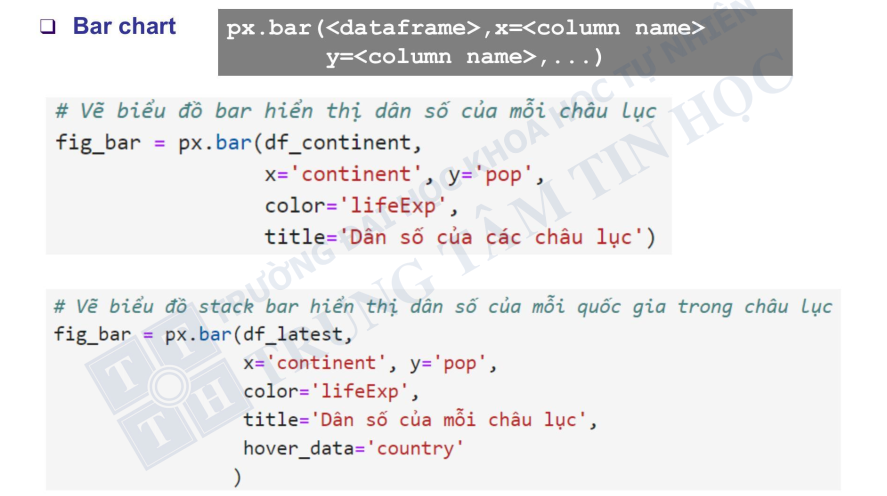 ❑ Bar chart
px.bar(<dataframe>,x=<column name>
y=<column name>,...)
# Vẽ biểu đồ bar hiển thị dân số của mỗi châu lục
fig_bar = px.bar(df_continent,
x='continent', y='pop',
color='lifeExp',
title='Dân số của các châu lục')
# Vẽ biểu đồ stack bar hiển thị dân số của mỗi quốc gia trong châu lục
fig_bar = px.bar(df_latest,
x='continent', y='pop',
color='lifeExp',
title='Dân số của mỗi châu lục',
hover_data='country'
)
TRƯỜNG ĐẠI HỌC KHOA HỌC TỰ NHIÊN
TRUNG TÂM TIN HỌC
T T
T H